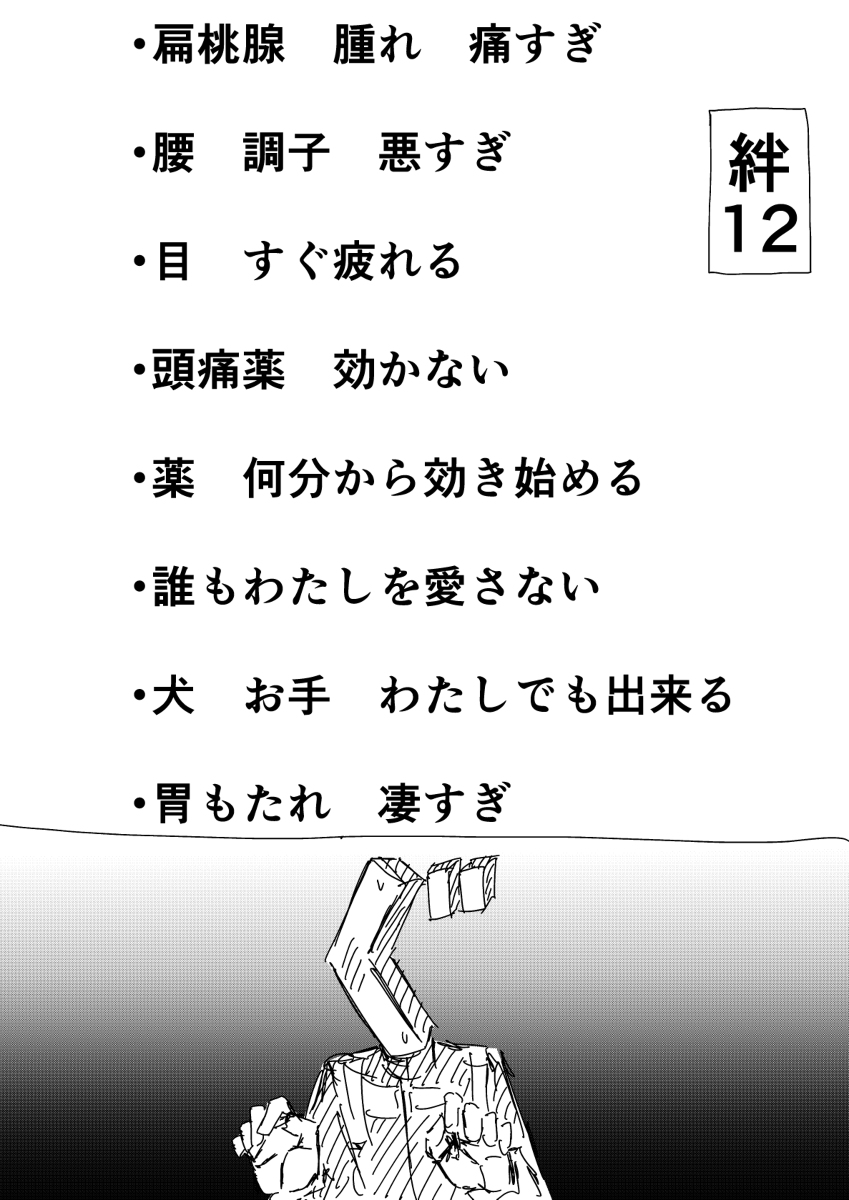 ・扁桃腺　腫れ　痛すぎ
・腰　調子　悪すぎ
・目　すぐ疲れる
・頭痛薬　効かない
・薬　何分から効き始める
・誰もわたしを愛さない
・犬　お手　わたしでも出来る
・胃もたれ　凄すぎ
絆
12